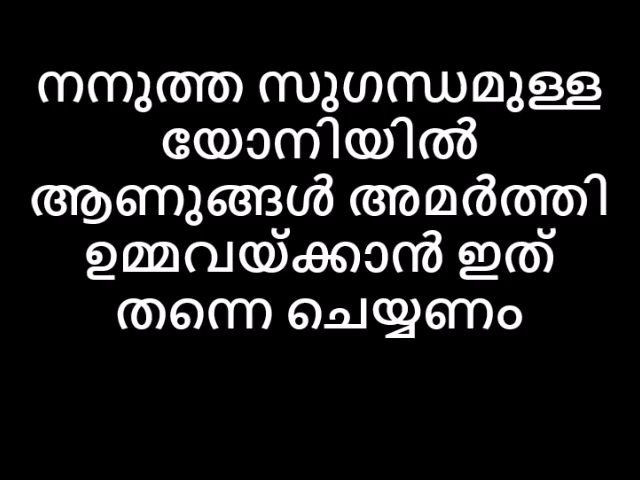 നനുത്ത സുഗന്ധമുള്ള
യോനിയിൽ
ആണുങ്ങൾ അമർത്തി
ഉമ്മവയ്ക്കാൻ ഇത്
തന്നെ ചെയ്യണം